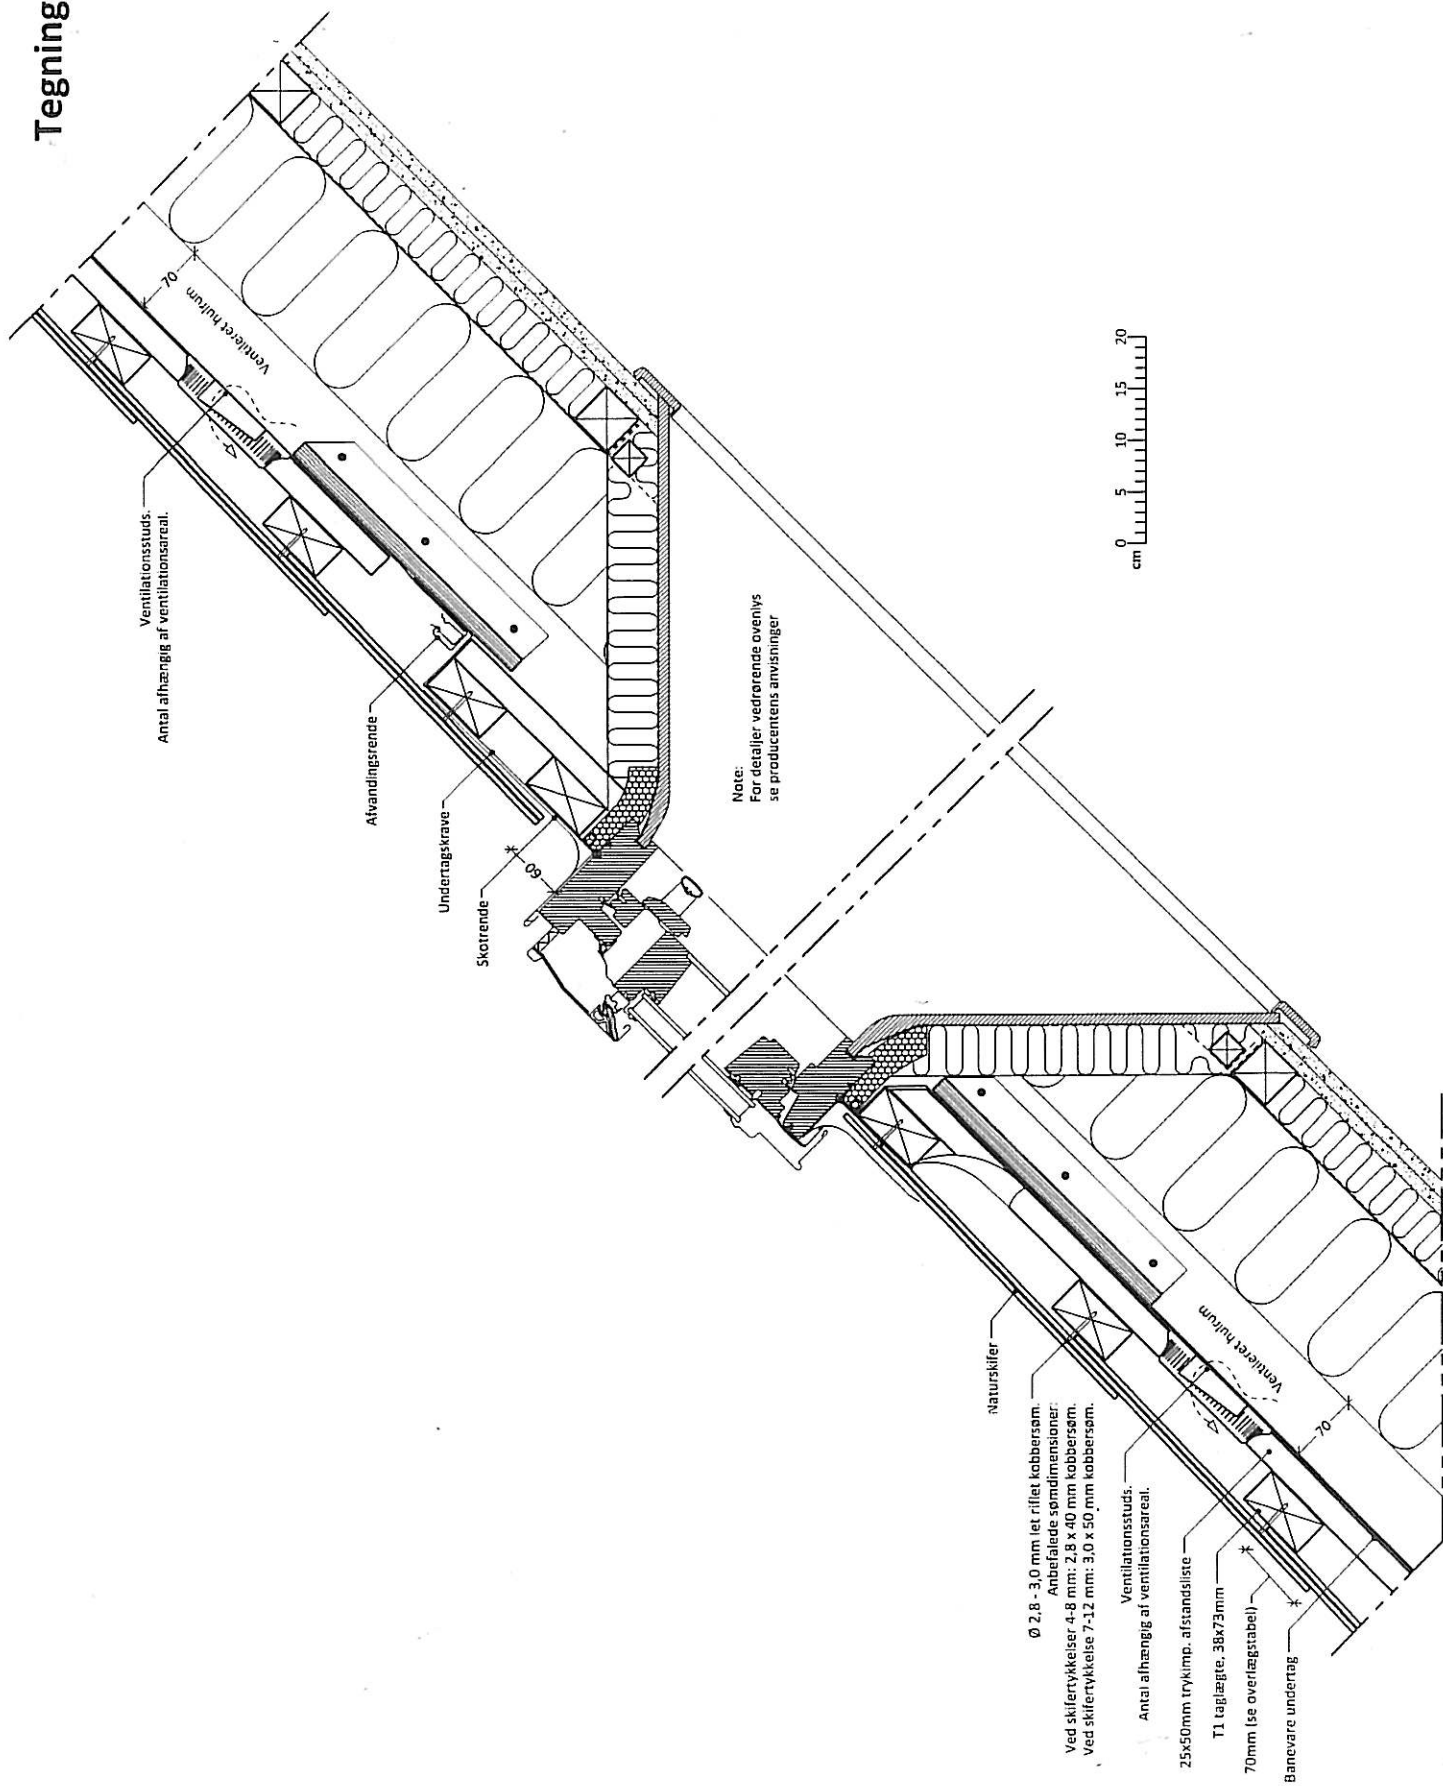 Tegning
Ventilationsstuds.
Antal afhængig af ventilationsareal.
Afvandingsrende
Undertagskrave
Skotrende
60
70
Ventileret hulrum
Note:
For detaljer vedrørende ovenlys
se producentens anvisninger
cm 0 5 10 15 20
Naturskifer
Ø 2,8 - 3,0 mm let riflet kobbersøm.
Anbefalede sømdimensioner:
Ved skifertykkelser 4-8 mm: 2,8 x 40 mm kobbersøm.
Ved skifertykkelse 7-12 mm: 3,0 x 50 mm kobbersøm.
Ventilationsstuds.
Antal afhængig af ventilationsareal.
25x50mm trykimp. afstandsliste
T1 taglægte, 38x73mm
70mm (se overlægstabel)
Banevare undertag
Ventileret hulrum
70